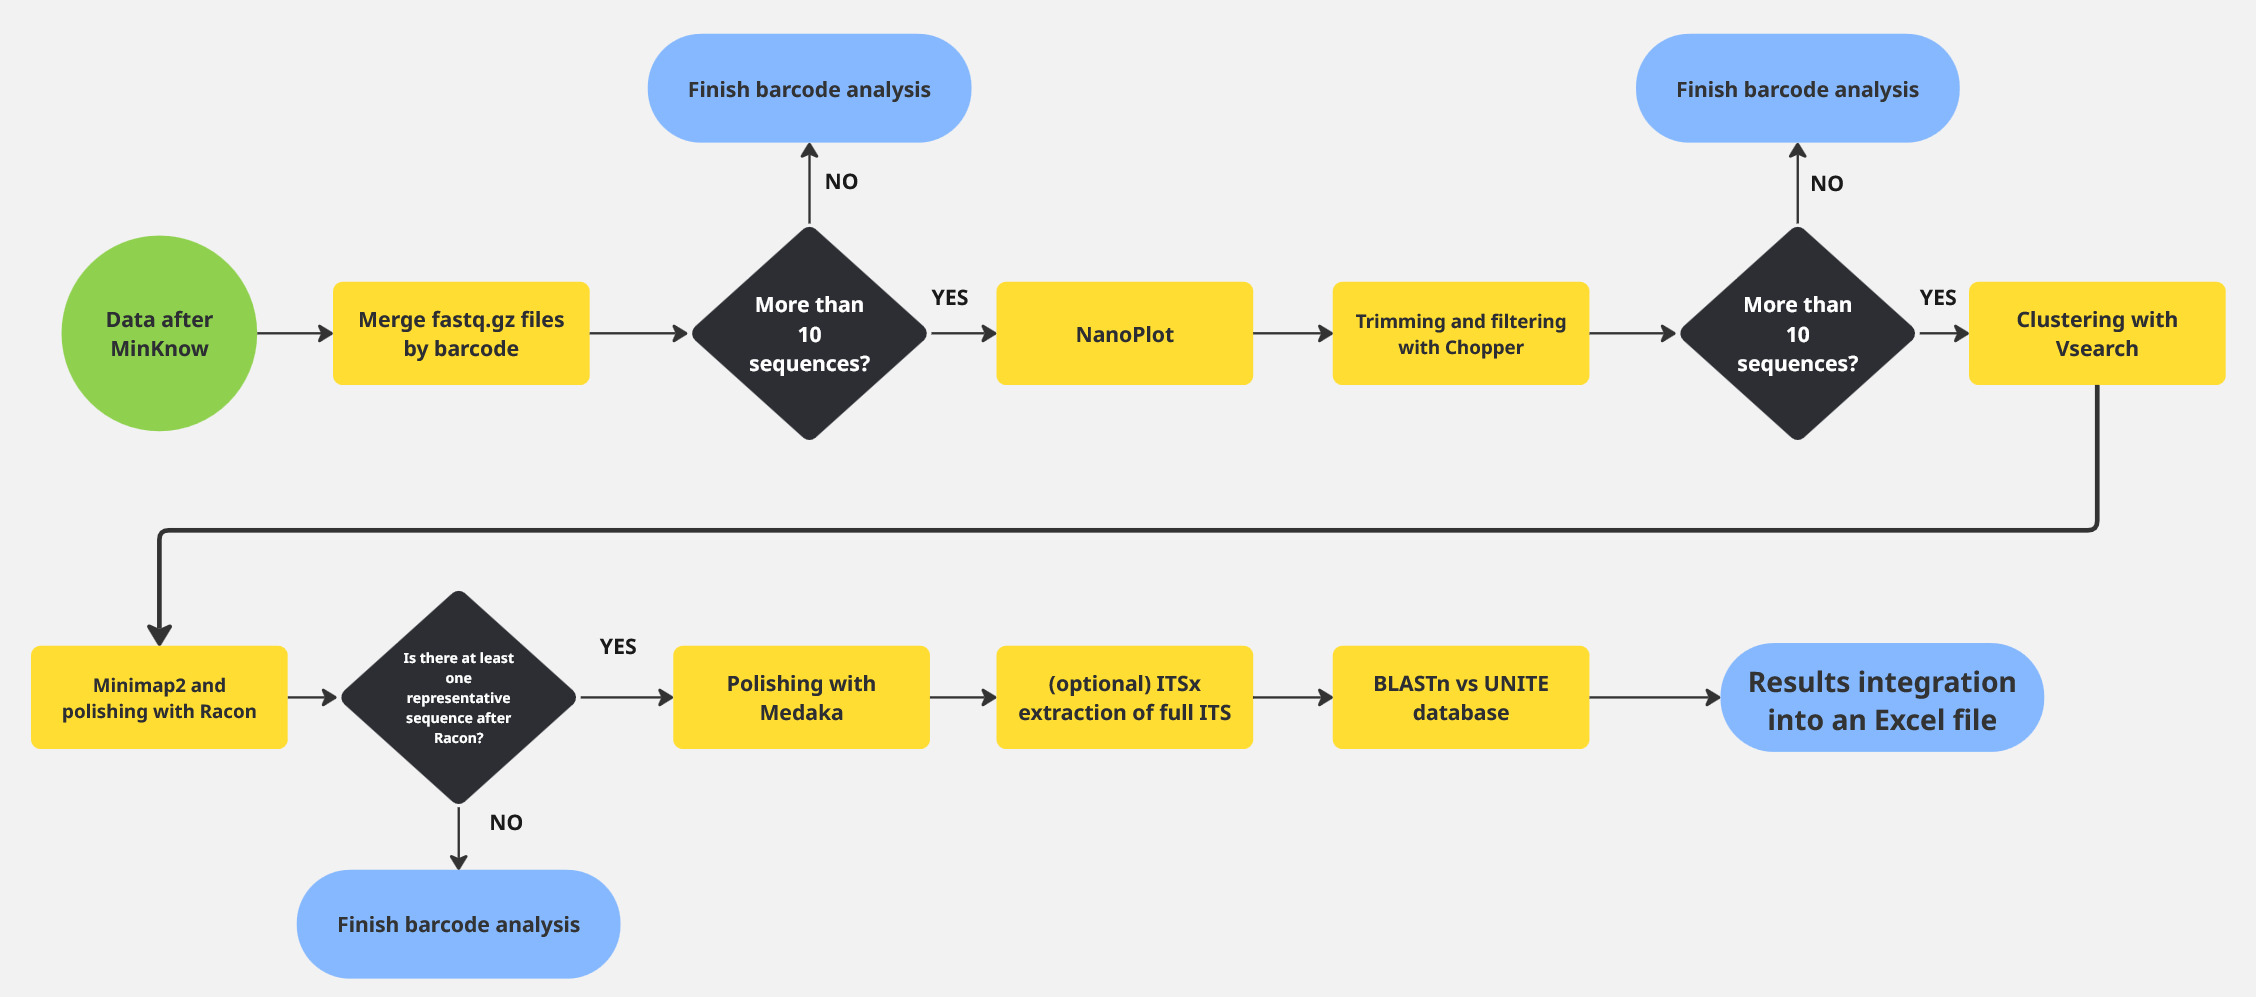 Finish barcode analysis
Finish barcode analysis
NO
NO
Data after
MinKnow
Merge fastq.gz files
by barcode
More than
10
sequences?
YES
NanoPlot
Trimming and filtering
with Chopper
More than
10
sequences?
YES
Clustering with
Vsearch
Minimap2 and
polishing with Racon
Is there at least
one
representative
sequence after
Racon?
YES
Polishing with
Medaka
(optional) ITSx
extraction of full ITS
BLASTn vs UNITE
database
Results integration
into an Excel file
NO
Finish barcode analysis